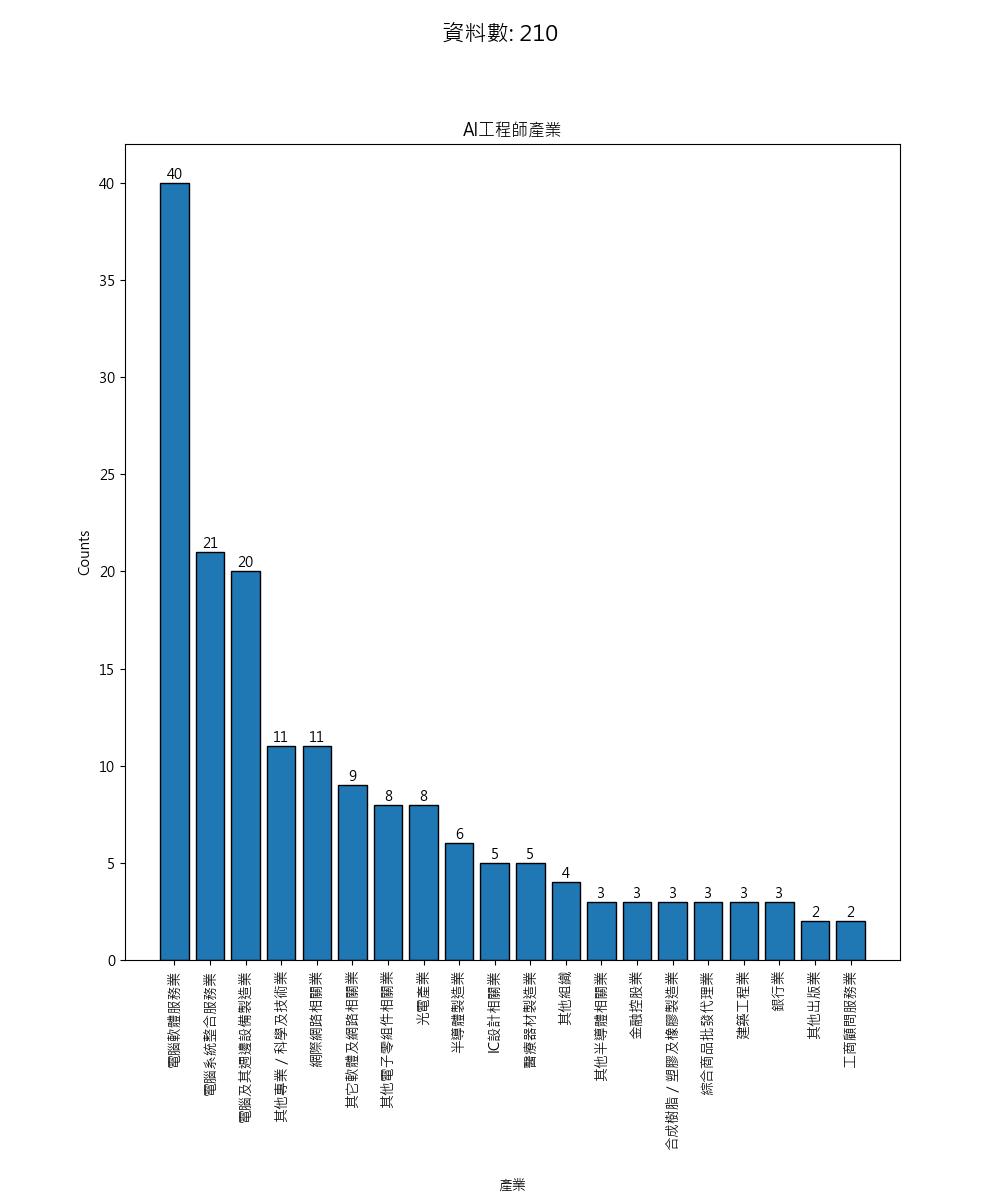 資料數: 210
AI工程師產業
40
21
20
11
11
9
8
8
6
5
5
4
3
3
3
3
3
3
2
2
40
35
30
25
20
15
10
5
0
Counts
電腦軟體服務業
電腦系統整合服務業
電腦及其週邊設備製造業
其他專業 / 科學及技術業
網際網路相關業
其它軟體及網路相關業
其他電子零組件相關業
光電產業
半導體製造業
IC設計相關業
醫療器材製造業
其他組織
其他半導體相關業
金融控股業
合成樹脂 / 塑膠及橡膠製造業
綜合商品批發代理業
建築工程業
銀行業
其他出版業
工商顧問服務業
產業